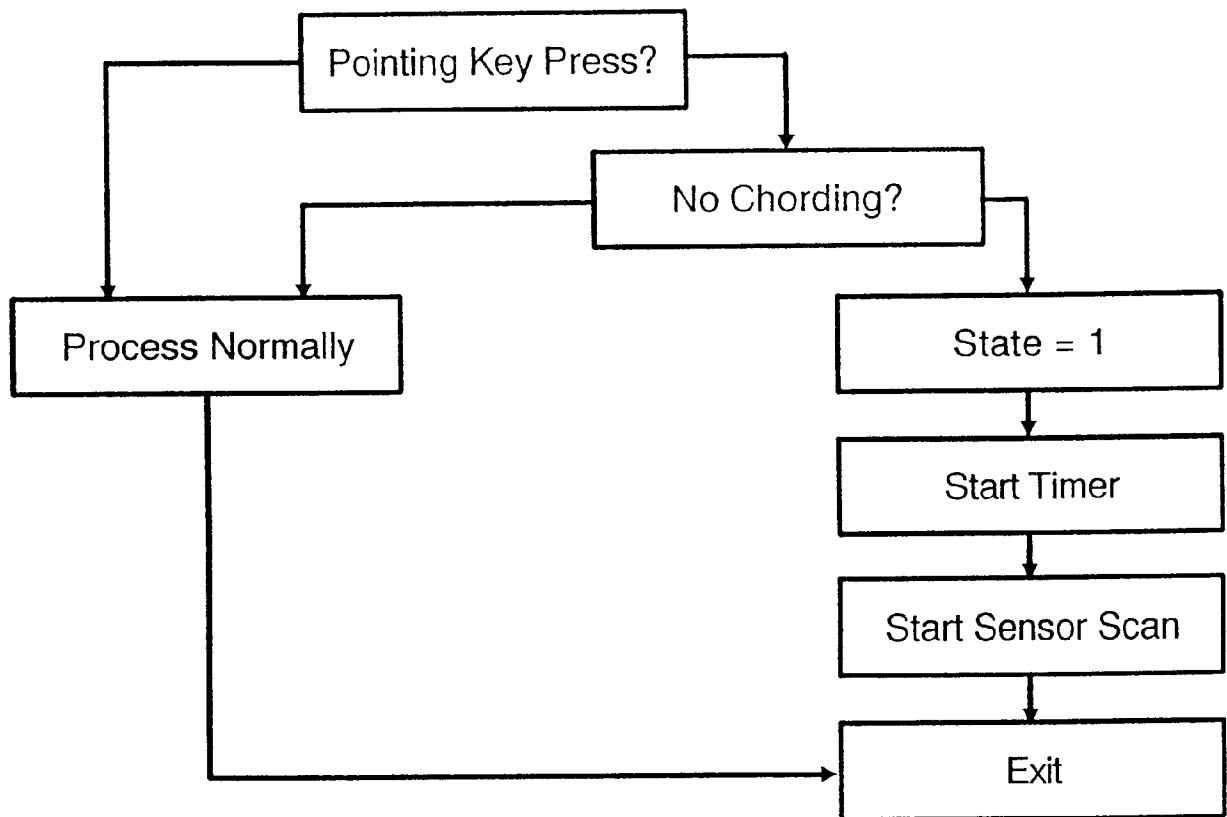 Pointing Key Press?
No Chording?
Process Normally
State = 1
Start Timer
Start Sensor Scan
Exit